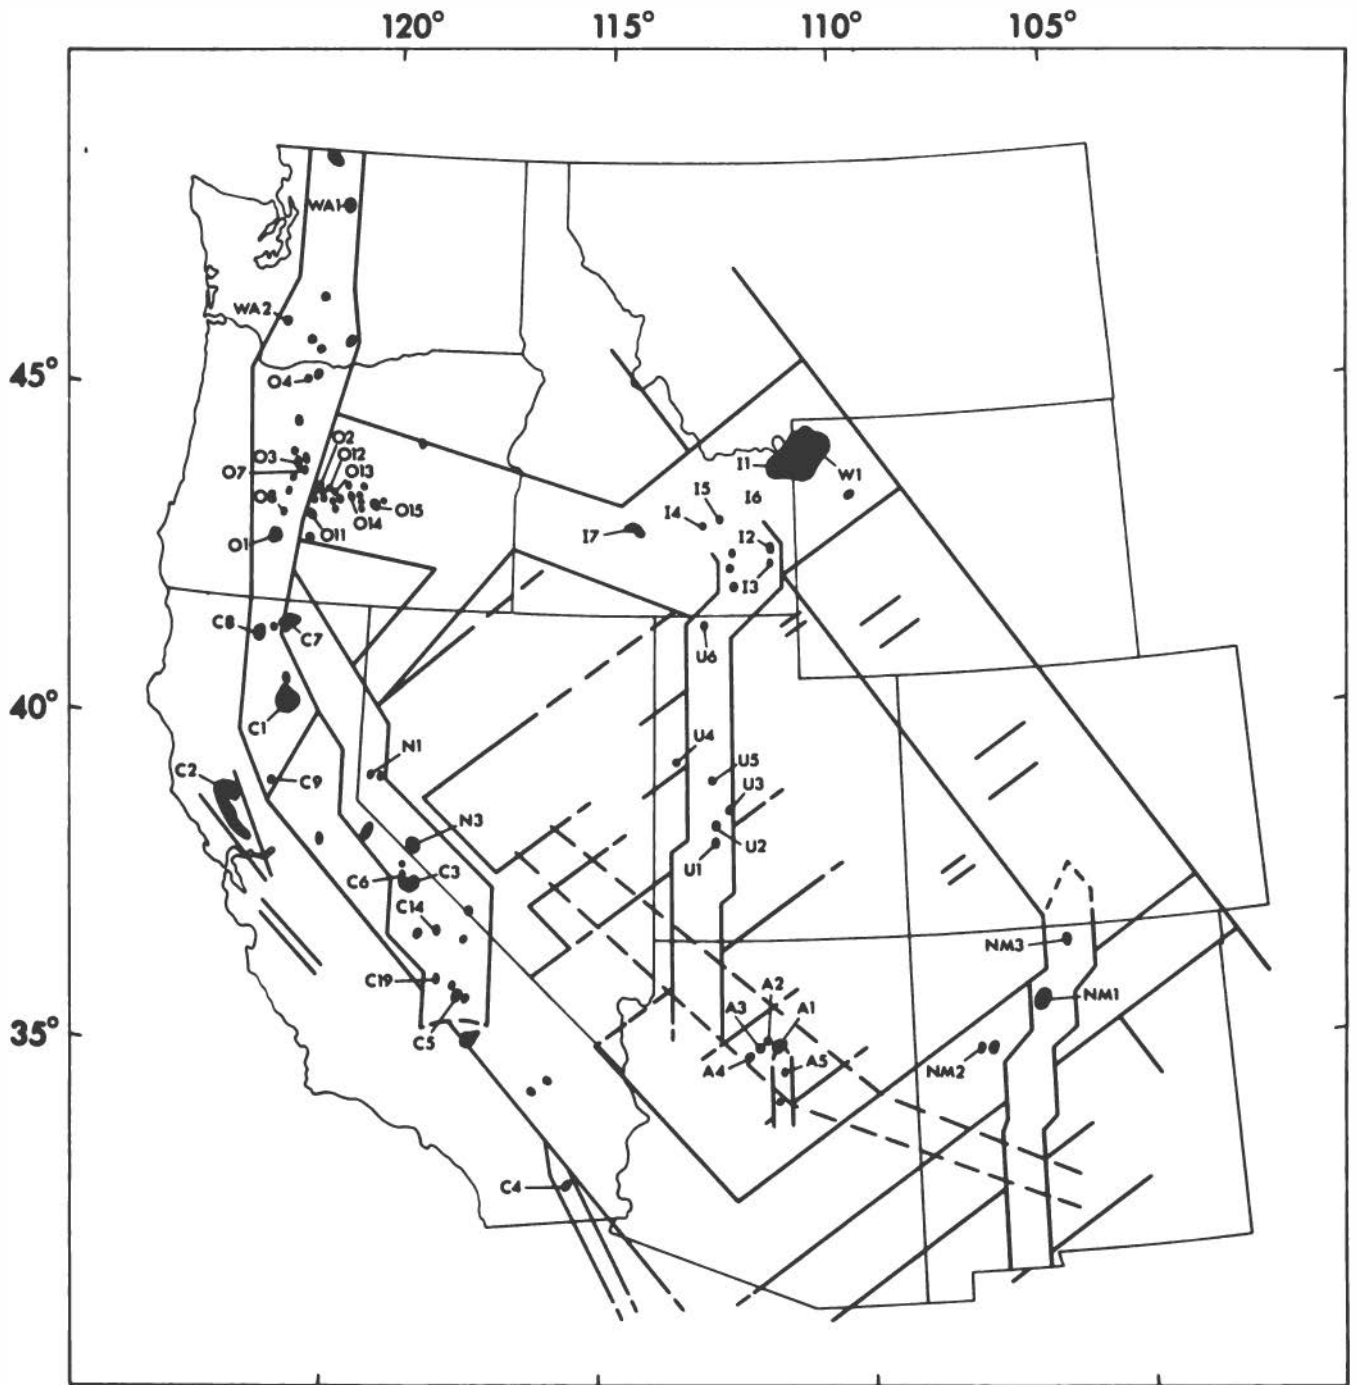 120° 115° 110° 105°
WA1
WA2
45°
O4
O2
O3 O12
O7 O13
I1 W1
I5 I6
O8 O15
I4
O14
O1 O11 I7 I2
I3
C8 C7
U6
40°
C1 N1 U4
C2 C9 U5
U3
N3
U2
C6 C3 U1
C14
NM3
C19 A2
A3 A1 NM1
35°
C5 A4 A5 NM2
C4